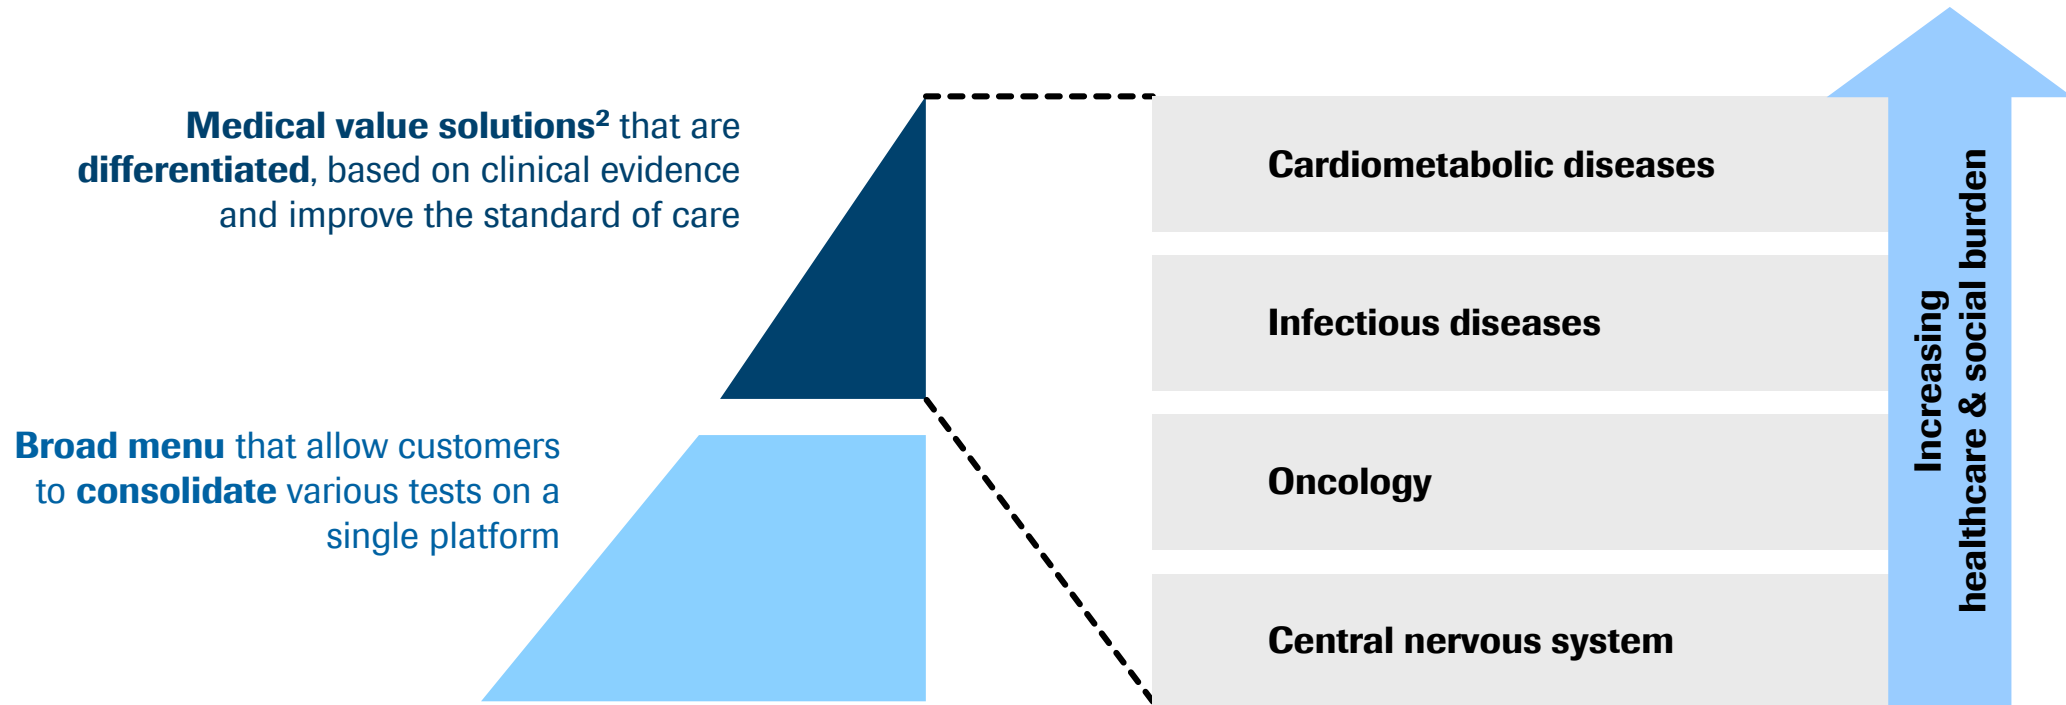 Medical value solutions² that are
differentiated, based on clinical evidence
and improve the standard of care
Broad menu that allow customers
to consolidate various tests on a
single platform
Cardiometabolic diseases
Infectious diseases
Oncology
Central nervous system
Increasing
healthcare & social burden